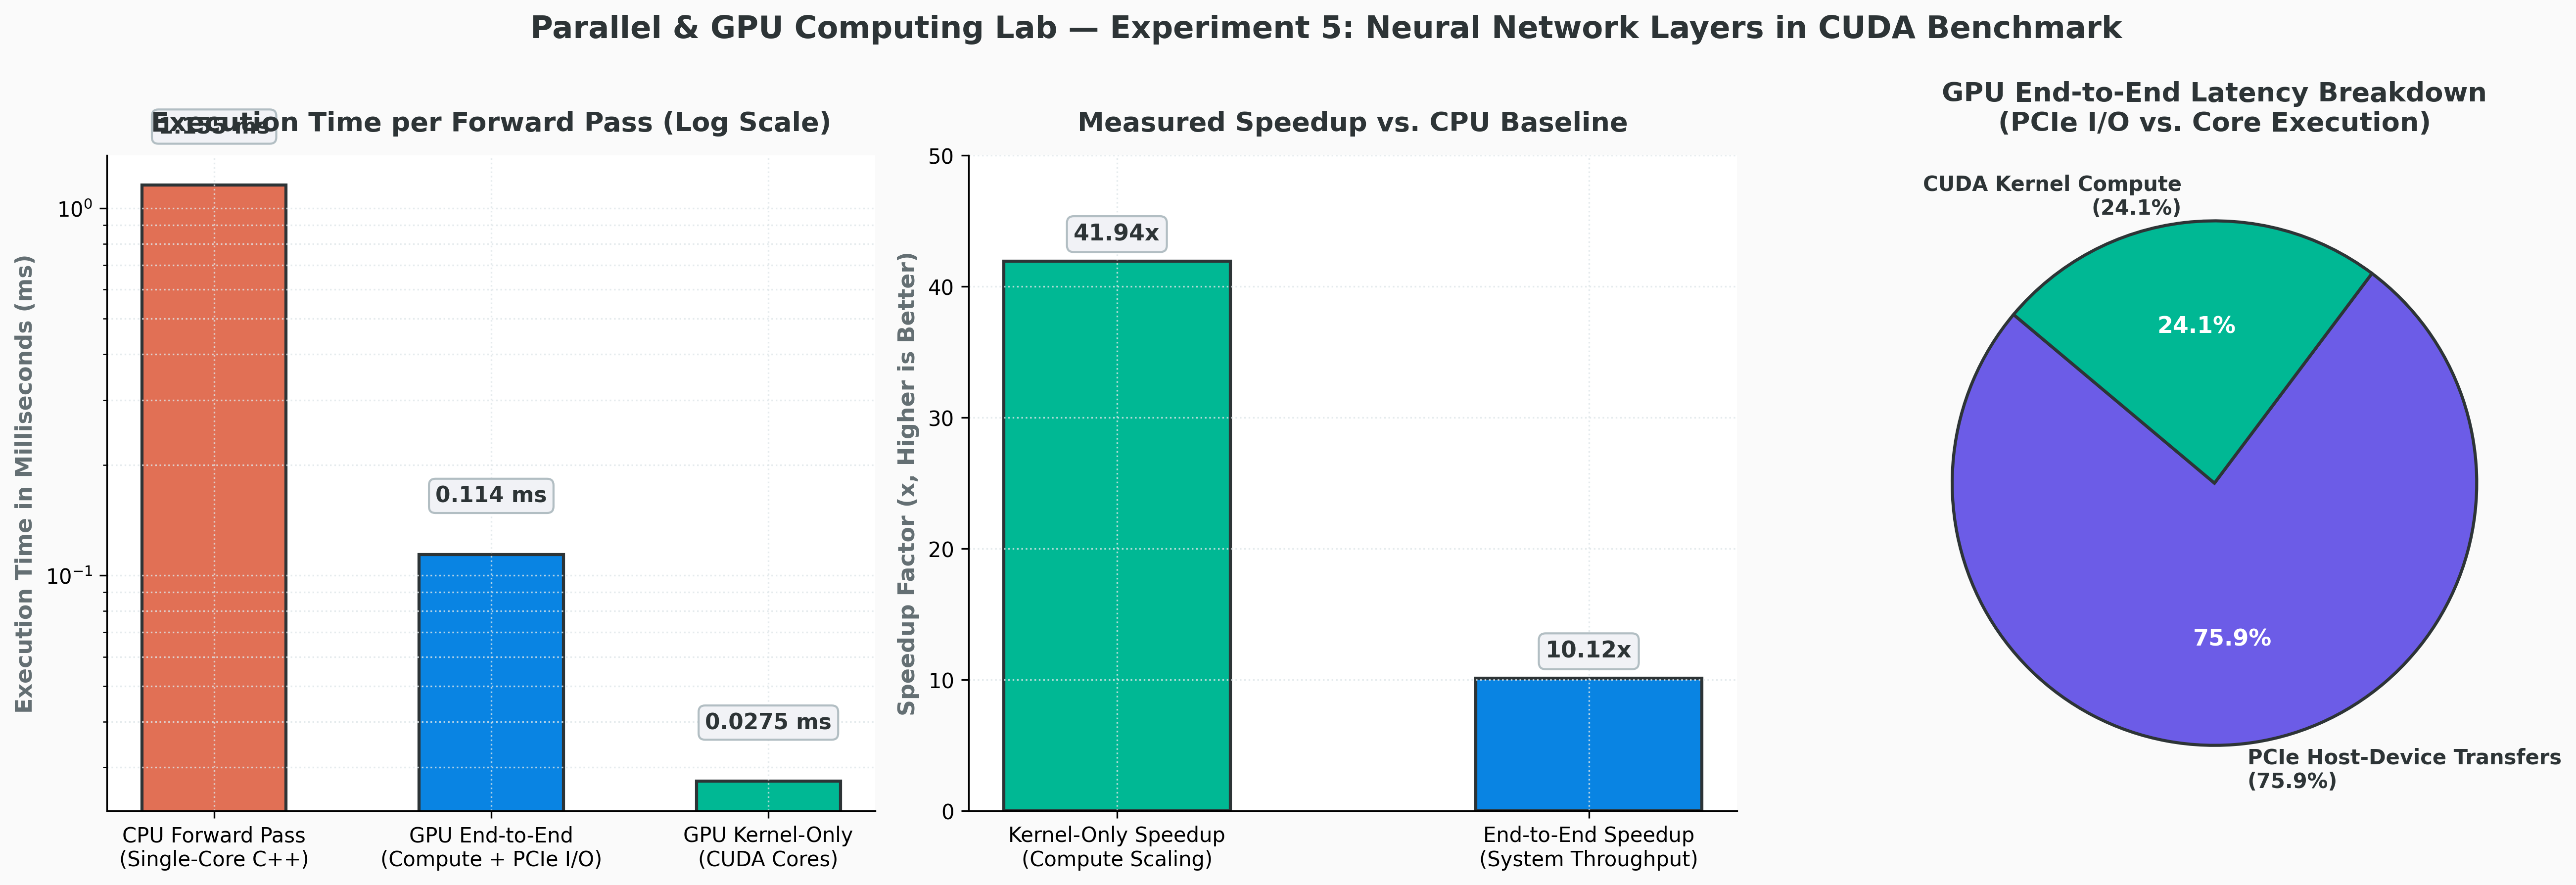 Parallel & GPU Computing Lab — Experiment 5: Neural Network Layers in CUDA Benchmark
Execution Time per Forward Pass (Log Scale)
1.155 ms
Execution Time in Milliseconds (ms)
10⁰
10⁻¹
0.114 ms
0.0275 ms
CPU Forward Pass
(Single-Core C++)
GPU End-to-End
(Compute + PCIe I/O)
GPU Kernel-Only
(CUDA Cores)
Measured Speedup vs. CPU Baseline
Speedup Factor (x, Higher is Better)
50
40
30
20
10
0
41.94x
10.12x
Kernel-Only Speedup
(Compute Scaling)
End-to-End Speedup
(System Throughput)
GPU End-to-End Latency Breakdown
(PCIe I/O vs. Core Execution)
CUDA Kernel Compute
(24.1%)
24.1%
75.9%
PCIe Host-Device Transfers
(75.9%)